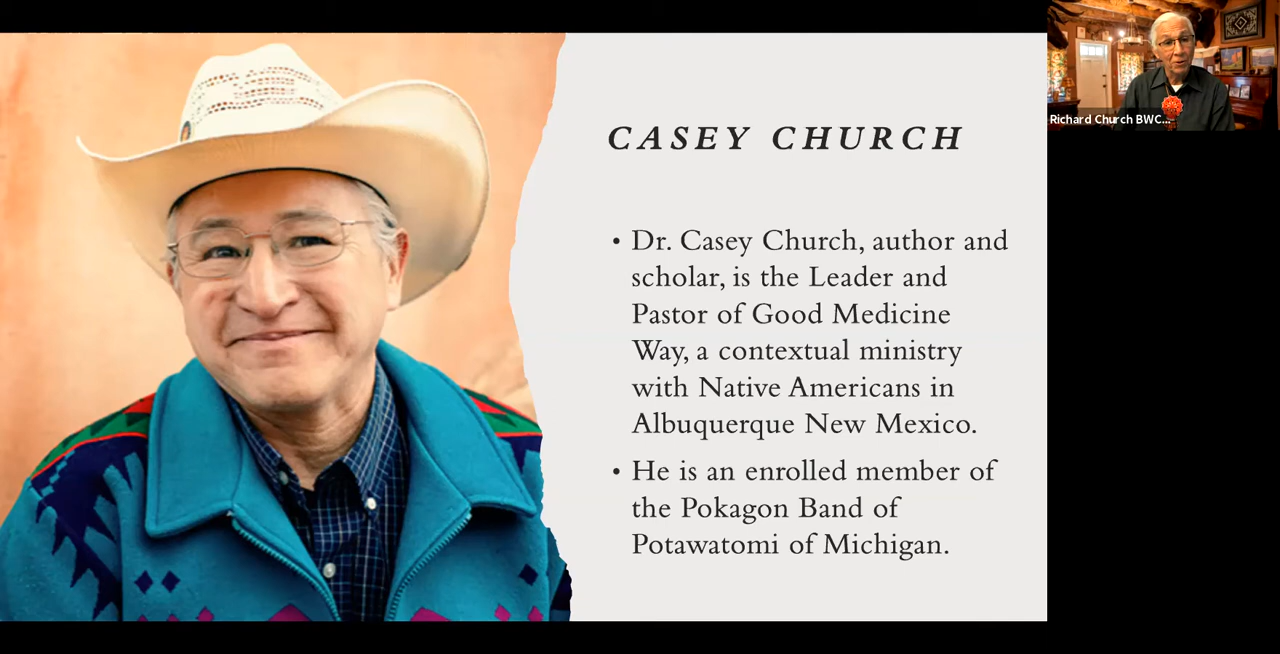 CASEY CHURCH
• Dr. Casey Church, author and
scholar, is the Leader and
Pastor of Good Medicine
Way, a contextual ministry
with Native Americans in
Albuquerque New Mexico.
• He is an enrolled member of
the Pokagon Band of
Potawatomi of Michigan.
Richard Church BWC...